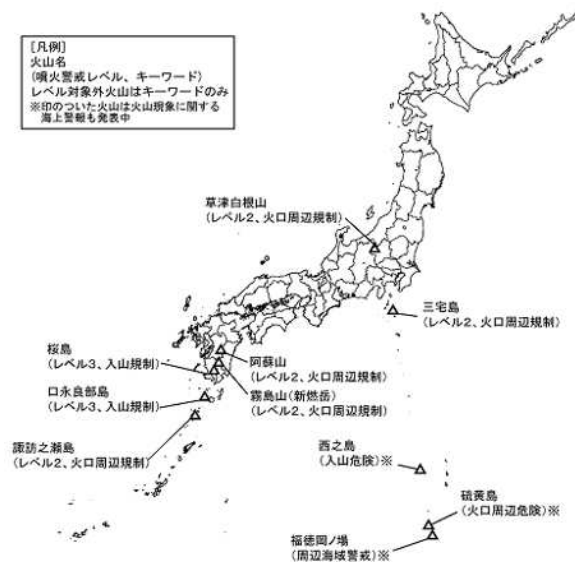 [凡例]
火山名
(噴火警戒レベル、キーワード)
レベル対象外火山はキーワードのみ
※印のついた火山は火山現象に関する
海上警報も発表中
草津白根山
(レベル2、火口周辺規制)
三宅島
(レベル2、火口周辺規制)
桜島
(レベル3、入山規制)
阿蘇山
(レベル2、火口周辺規制)
口永良部島
(レベル3、入山規制)
霧島山(新燃岳)
(レベル2、火口周辺規制)
諏訪之瀬島
(レベル2、火口周辺規制)
西之島
(入山危険)※
硫黄島
(火口周辺危険)※
福徳岡ノ場
(周辺海域警戒)※